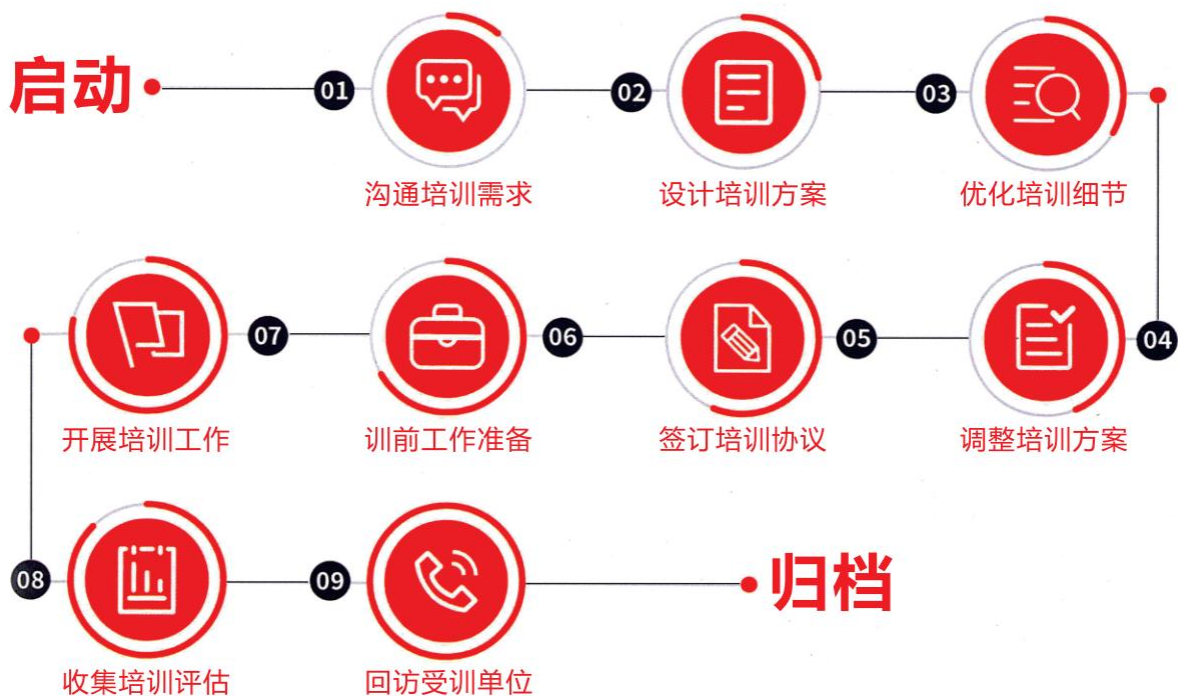 启动
01
沟通培训需求
02
设计培训方案
03
优化培训细节
04
调整培训方案
05
签订培训协议
06
训前工作准备
07
开展培训工作
08
收集培训评估
09
回访受训单位
归档